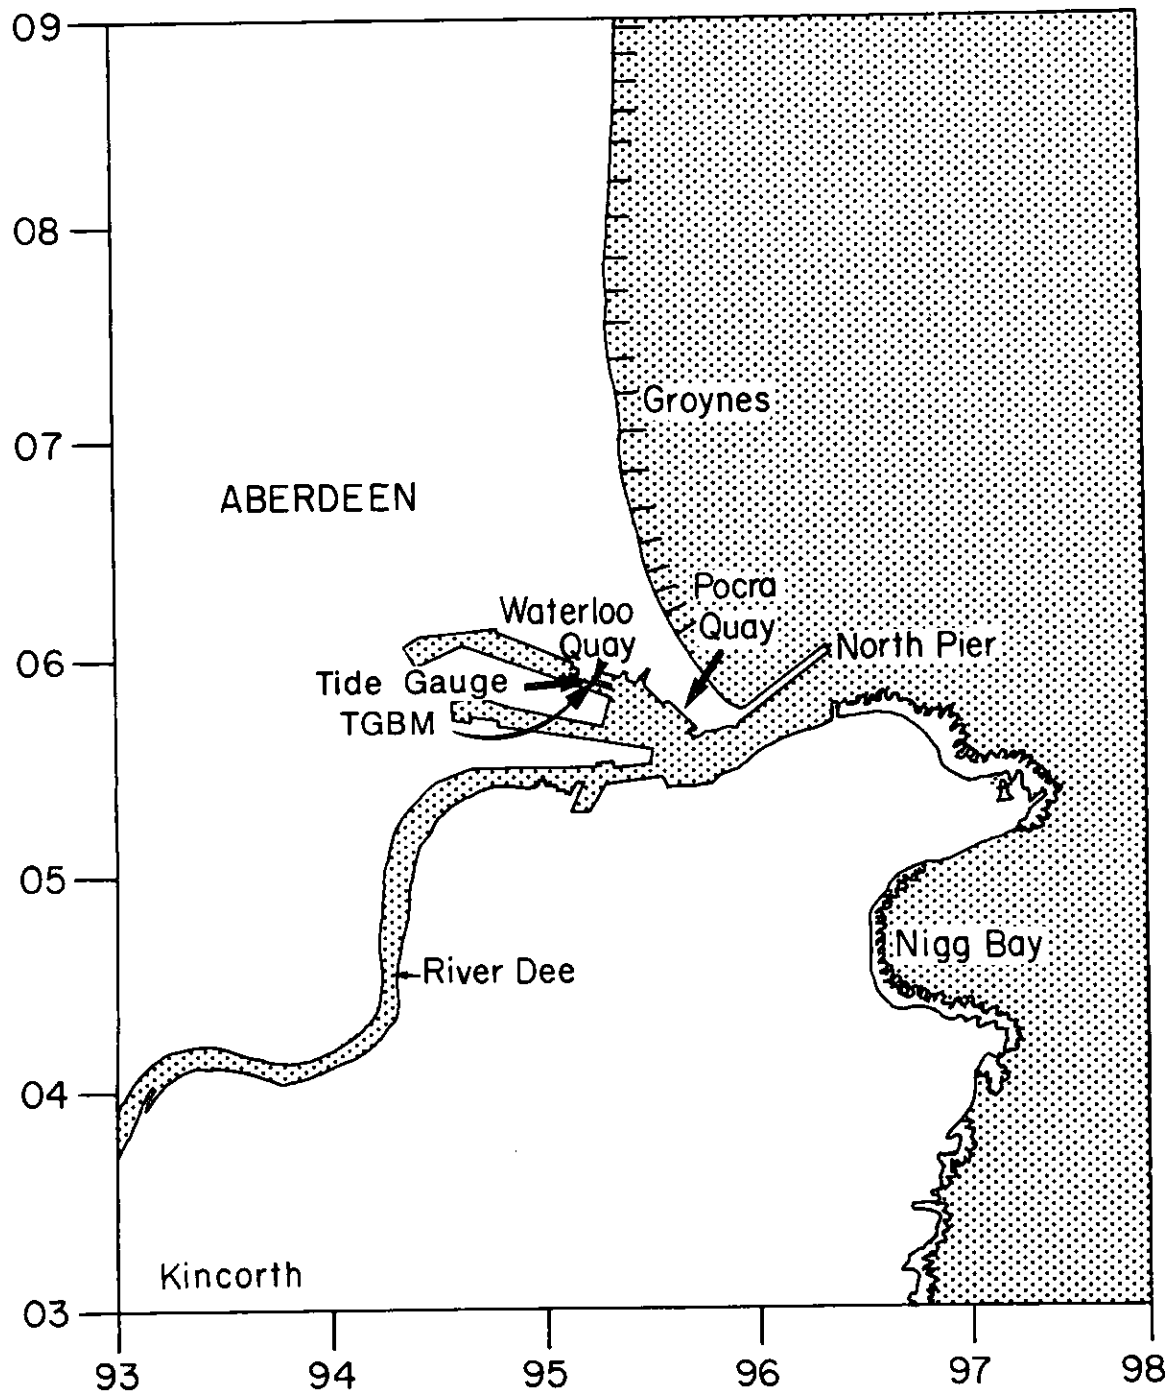 09
08
Groynes
07
ABERDEEN
Pocra
Quay
Waterloo
Quay
North Pier
06
Tide Gauge
TGBM
05
Nigg Bay
River Dee
04
Kincorth
03
93 94 95 96 97 98